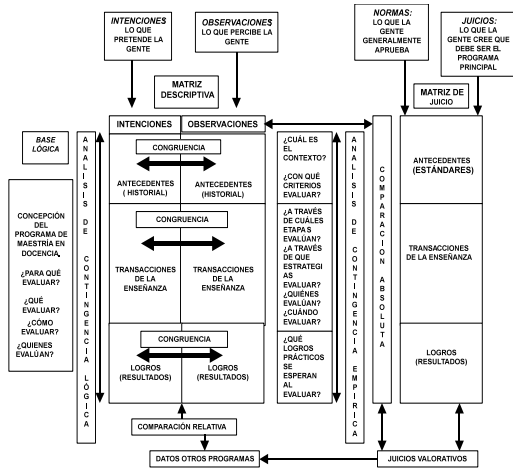 INTENCIONES
LO QUE
PRETENDE LA
GENTE
OBSERVACIONES
LO QUE PERCIBE LA
GENTE
NORMAS:
LO QUE LA
GENTE
GENERALMENTE
APRUEBA
JUICIOS:
LO QUE LA
GENTE CREE QUE
DEBE SER EL
PROGRAMA
PRINCIPAL
MATRIZ
DESCRIPTIVA
MATRIZ DE
JUICIO
BASE
LÓGICA
CONCEPCIÓN
DEL
PROGRAMA DE
MAESTRÍA EN
DOCENCIA.
¿PARA QUÉ
EVALUAR?
¿QUÉ
EVALUAR?
¿CÓMO
EVALUAR?
¿QUIENES
EVALÚAN?
ANALISIS DE CONTINGENCIA LÓGICA
INTENCIONES
OBSERVACIONES
CONGRUENCIA
ANTECEDENTES
( HISTORIAL)
ANTECEDENTES
( HISTORIAL)
CONGRUENCIA
TRANSACCIONES
DE LA
ENSEÑANZA
TRANSACCIONES
DE LA
ENSEÑANZA
CONGRUENCIA
LOGROS
(RESULTADOS)
LOGROS
(RESULTADOS)
¿CUÁL ES
EL
CONTEXTO?
¿CON QUÉ
CRITERIOS
EVALUAR?
¿A TRAVÉS
DE CUÁLES
ETAPAS
EVALÚAN?
¿A TRAVÉS
DE QUE
ESTRATEG
IAS
EVALUAR?
¿QUIÉNES
EVALÚAN?
¿CUÁNDO
EVALUAR?
¿QUÉ
LOGROS
PRÁCTICOS
SE
ESPERAN
AL
EVALUAR?
ANALISIS DE CONTINGENCIA EMPIRICA
COMPARACION ABSOLUTA
ANTECEDENTES
(ESTÁNDARES)
TRANSACCIONES
DE LA ENSEÑANZA
LOGROS
(RESULTADOS)
COMPARACIÓN RELATIVA
DATOS OTROS PROGRAMAS
JUICIOS VALORATIVOS